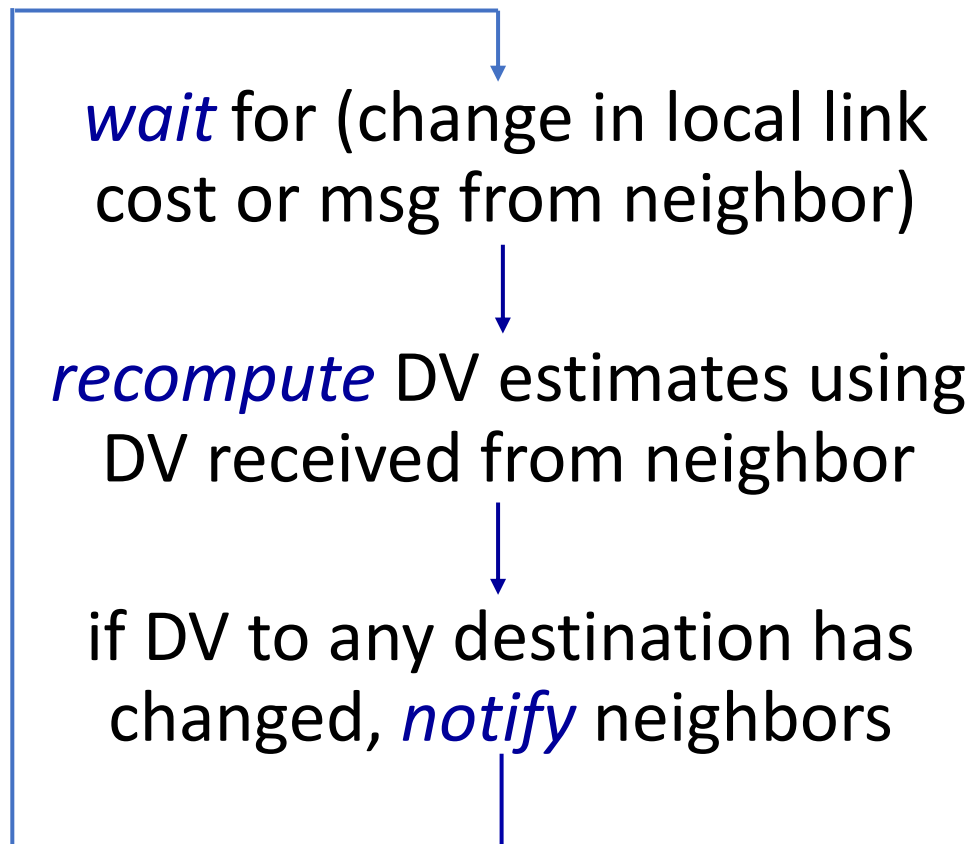 wait for (change in local link
cost or msg from neighbor)
recompute DV estimates using
DV received from neighbor
if DV to any destination has
changed, notify neighbors